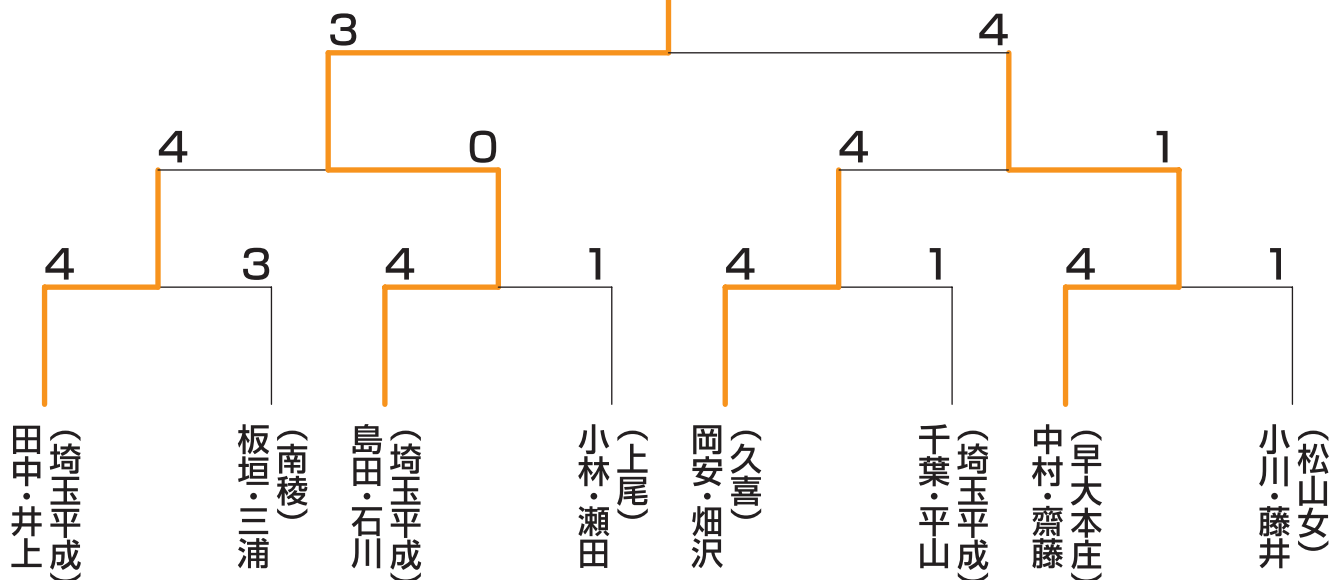 3
4
4
0
4
1
4
3
4
1
4
1
4
1
田中・井上
（埼玉平成）
板垣・三浦
（南稜）
島田・石川
（埼玉平成）
小林・瀬田
（上尾）
岡安・畑沢
（久喜）
千葉・平山
（埼玉平成）
中村・齋藤
（早大本庄）
小川・藤井
（松山女）